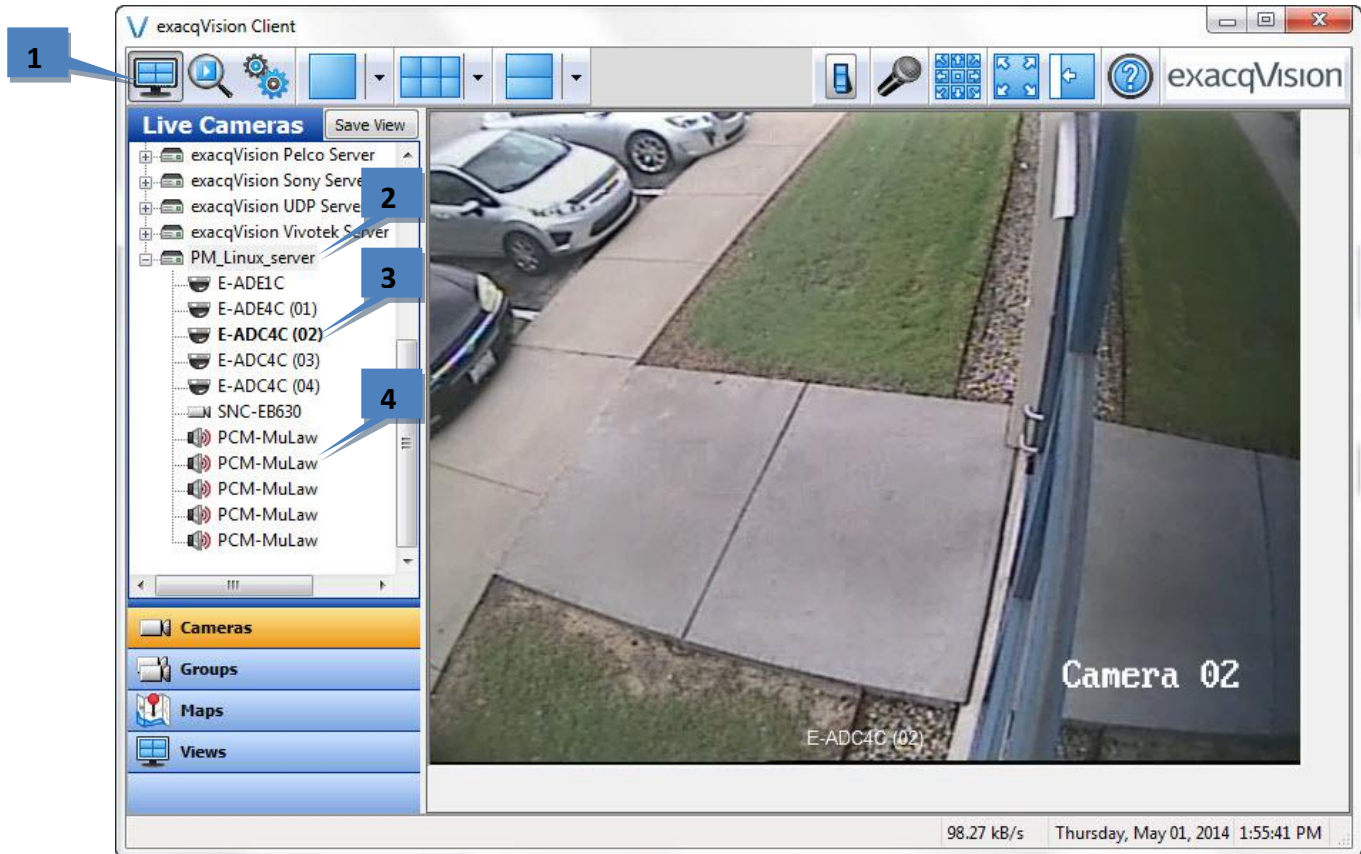 exacqVision Client
1
exacqVision
Live Cameras
Save View
exacqVision Pelco Server
exacqVision Sony Serve
exacqVision UDP Serve
2
exacqVision Vivotek Server
PM_Linux_server
E-ADE1C
3
E-ADE4C (01)
E-ADC4C (02)
E-ADC4C (03)
E-ADC4C (04)
4
SNC-EB630
PCM-MuLaw
PCM-MuLaw
PCM-MuLaw
PCM-MuLaw
PCM-MuLaw
Cameras
Groups
Maps
Views
Camera 02
E-ADC4C (02)
98.27 kB/s
Thursday, May 01, 2014
1:55:41 PM